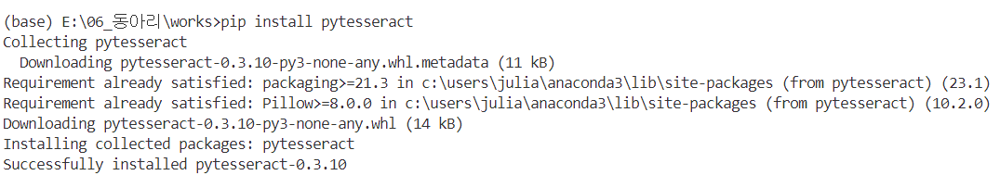 (base) E:\06_동아리\works>pip install pytesseract
Collecting pytesseract
  Downloading pytesseract-0.3.10-py3-none-any.whl.metadata (11 kB)
Requirement already satisfied: packaging>=21.3 in c:\users\julia\anaconda3\lib\site-packages (from pytesseract) (23.1)
Requirement already satisfied: Pillow>=8.0.0 in c:\users\julia\anaconda3\lib\site-packages (from pytesseract) (10.2.0)
Downloading pytesseract-0.3.10-py3-none-any.whl (14 kB)
Installing collected packages: pytesseract
Successfully installed pytesseract-0.3.10